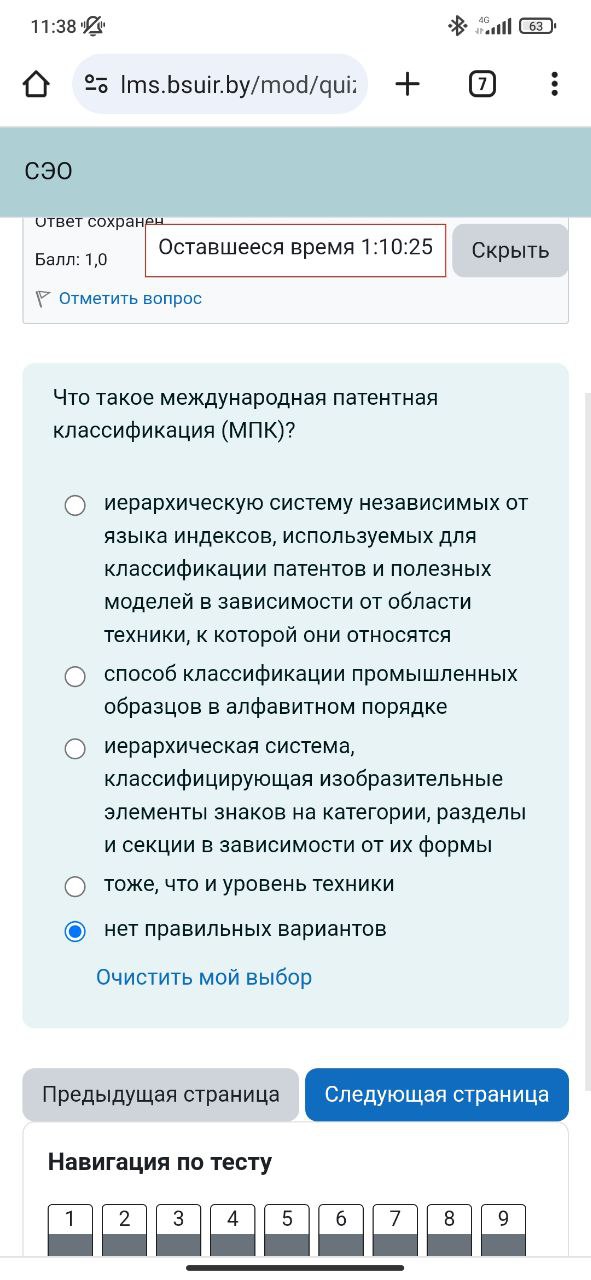 11:38
4G
63
lms.bsuir.by/mod/qui
7
СЭО
Ответ сохранен
Оставшееся время 1:10:25
Скрыть
Балл: 1,0
Отметить вопрос
Что такое международная патентная
классификация (МПК)?
иерархическую систему независимых от
языка индексов, используемых для
классификации патентов и полезных
моделей в зависимости от области
техники, к которой они относятся
способ классификации промышленных
образцов в алфавитном порядке
иерархическая система,
классифицирующая изобразительные
элементы знаков на категории, разделы
и секции в зависимости от их формы
тоже, что и уровень техники
нет правильных вариантов
Очистить мой выбор
Предыдущая страница
Следующая страница
Навигация по тесту
1 2 3 4 5 6 7 8 9